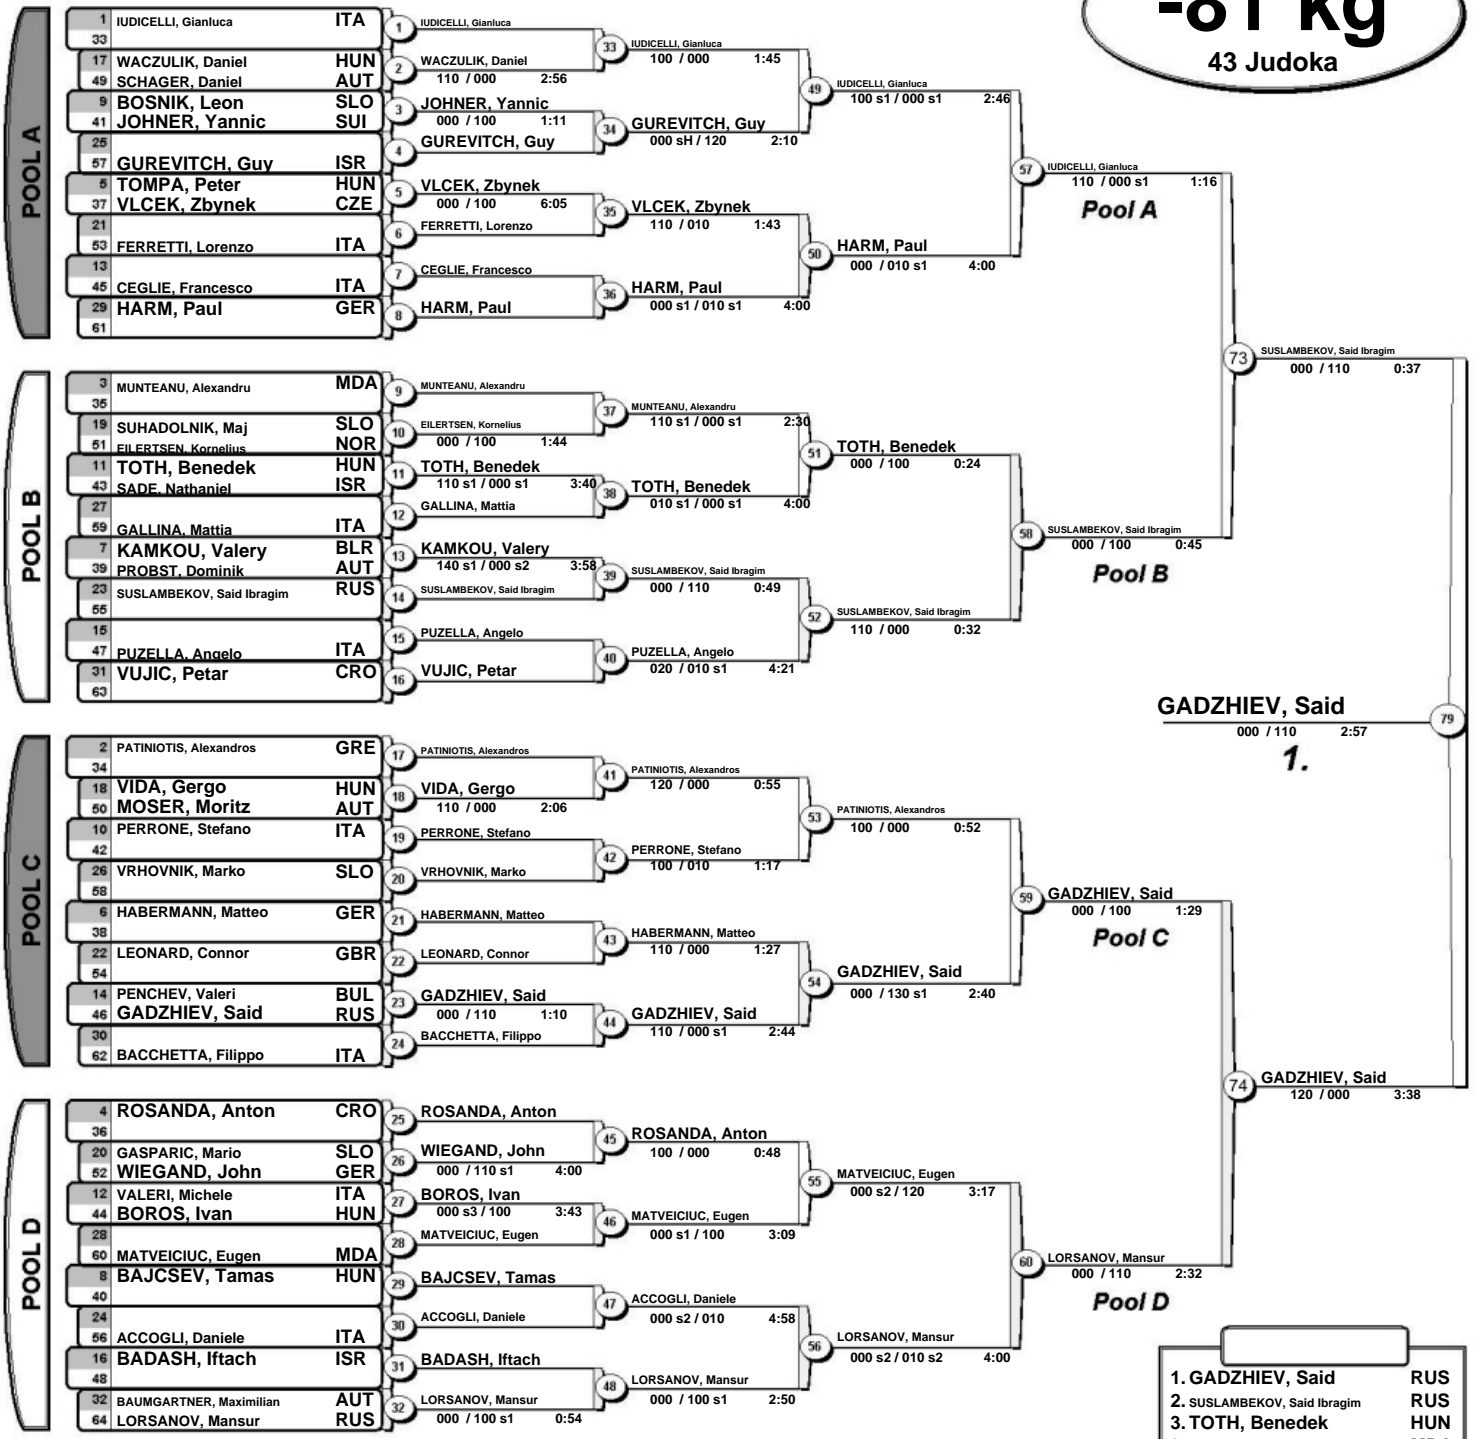 -81 kg
43 Judoka
POOL A
1 IUDICELLI, Gianluca ITA
33
17 WACZULIK, Daniel HUN
49 SCHAGER, Daniel AUT
9 BOSNIK, Leon SLO
41 JOHNER, Yannic SUI
25
57 GUREVITCH, Guy ISR
5 TOMPA, Peter HUN
37 VLCEK, Zbynek CZE
21
53 FERRETTI, Lorenzo ITA
13
45 CEGLIE, Francesco ITA
29 HARM, Paul GER
61
1 IUDICELLI, Gianluca
2 WACZULIK, Daniel
110 / 000 2:56
3 JOHNER, Yannic
000 / 100 1:11
4 GUREVITCH, Guy
5 VLCEK, Zbynek
000 / 100 6:05
6 FERRETTI, Lorenzo
7 CEGLIE, Francesco
8 HARM, Paul
33 IUDICELLI, Gianluca
100 / 000 1:45
34 GUREVITCH, Guy
000 sH / 120 2:10
35 VLCEK, Zbynek
110 / 010 1:43
36 HARM, Paul
000 s1 / 010 s1 4:00
49 IUDICELLI, Gianluca
100 s1 / 000 s1 2:46
50 HARM, Paul
000 / 010 s1 4:00
57 IUDICELLI, Gianluca
110 / 000 s1 1:16
Pool A
POOL B
3 MUNTEANU, Alexandru MDA
35
19 SUHADOLNIK, Maj SLO
51 EILERTSEN, Kornelius NOR
11 TOTH, Benedek HUN
43 SADE, Nathaniel ISR
27
59 GALLINA, Mattia ITA
7 KAMKOU, Valery BLR
39 PROBST, Dominik AUT
23 SUSLAMBEKOV, Said Ibragim RUS
55
15
47 PUZELLA, Angelo ITA
31 VUJIC, Petar CRO
63
9 MUNTEANU, Alexandru
10 EILERTSEN, Kornelius
000 / 100 1:44
11 TOTH, Benedek
110 s1 / 000 s1 3:40
12 GALLINA, Mattia
13 KAMKOU, Valery
140 s1 / 000 s2 3:58
14 SUSLAMBEKOV, Said Ibragim
15 PUZELLA, Angelo
16 VUJIC, Petar
37 MUNTEANU, Alexandru
110 s1 / 000 s1 2:30
38 TOTH, Benedek
010 s1 / 000 s1 4:00
39 SUSLAMBEKOV, Said Ibragim
000 / 110 0:49
40 PUZELLA, Angelo
020 / 010 s1 4:21
51 TOTH, Benedek
000 / 100 0:24
52 SUSLAMBEKOV, Said Ibragim
110 / 000 0:32
58 SUSLAMBEKOV, Said Ibragim
000 / 100 0:45
Pool B
73 SUSLAMBEKOV, Said Ibragim
000 / 110 0:37
GADZHIEV, Said 79
000 / 110 2:57
1.
POOL C
2 PATINIOTIS, Alexandros GRE
34
18 VIDA, Gergo HUN
50 MOSER, Moritz AUT
10 PERRONE, Stefano ITA
42
26 VRHOVNIK, Marko SLO
58
6 HABERMANN, Matteo GER
38
22 LEONARD, Connor GBR
54
14 PENCHEV, Valeri BUL
46 GADZHIEV, Said RUS
30
62 BACCHETTA, Filippo ITA
17 PATINIOTIS, Alexandros
18 VIDA, Gergo
110 / 000 2:06
19 PERRONE, Stefano
20 VRHOVNIK, Marko
21 HABERMANN, Matteo
22 LEONARD, Connor
23 GADZHIEV, Said
000 / 110 1:10
24 BACCHETTA, Filippo
41 PATINIOTIS, Alexandros
120 / 000 0:55
42 PERRONE, Stefano
100 / 010 1:17
43 HABERMANN, Matteo
110 / 000 1:27
44 GADZHIEV, Said
110 / 000 s1 2:44
53 PATINIOTIS, Alexandros
100 / 000 0:52
54 GADZHIEV, Said
000 / 130 s1 2:40
59 GADZHIEV, Said
000 / 100 1:29
Pool C
POOL D
4 ROSANDA, Anton CRO
36
20 GASPARIC, Mario SLO
52 WIEGAND, John GER
12 VALERI, Michele ITA
44 BOROS, Ivan HUN
28
60 MATVEICIUC, Eugen MDA
8 BAJCSEV, Tamas HUN
40
24
56 ACCOGLI, Daniele ITA
16 BADASH, Iftach ISR
48
32 BAUMGARTNER, Maximilian AUT
64 LORSANOV, Mansur RUS
25 ROSANDA, Anton
26 WIEGAND, John
000 / 110 s1 4:00
27 BOROS, Ivan
000 s3 / 100 3:43
28 MATVEICIUC, Eugen
29 BAJCSEV, Tamas
30 ACCOGLI, Daniele
31 BADASH, Iftach
32 LORSANOV, Mansur
000 / 100 s1 0:54
45 ROSANDA, Anton
100 / 000 0:48
46 MATVEICIUC, Eugen
000 s1 / 100 3:09
47 ACCOGLI, Daniele
000 s2 / 010 4:58
48 LORSANOV, Mansur
000 / 100 s1 2:50
55 MATVEICIUC, Eugen
000 s2 / 120 3:17
56 LORSANOV, Mansur
000 s2 / 010 s2 4:00
60 LORSANOV, Mansur
000 / 110 2:32
Pool D
74 GADZHIEV, Said
120 / 000 3:38
1. GADZHIEV, Said RUS
2. SUSLAMBEKOV, Said Ibragim RUS
3. TOTH, Benedek HUN